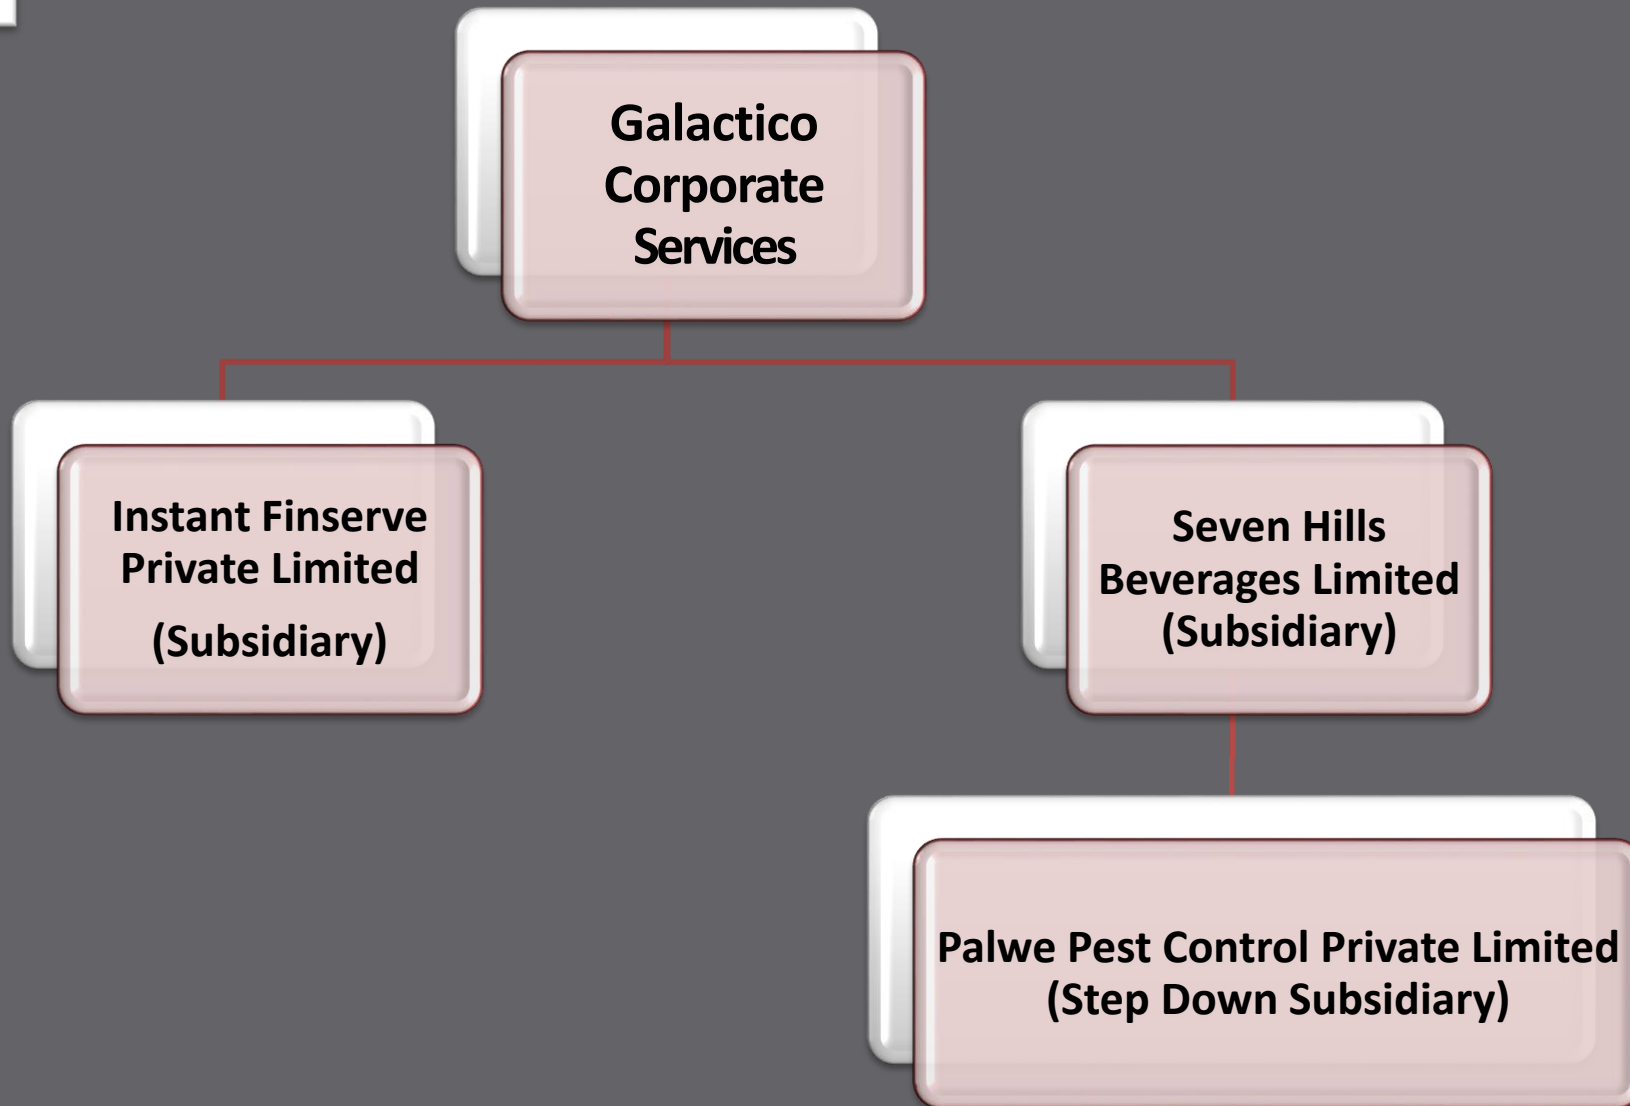 Galactico
Corporate
Services
Instant Finserve
Private Limited
(Subsidiary)
Seven Hills
Beverages Limited
(Subsidiary)
Palwe Pest Control Private Limited
(Step Down Subsidiary)